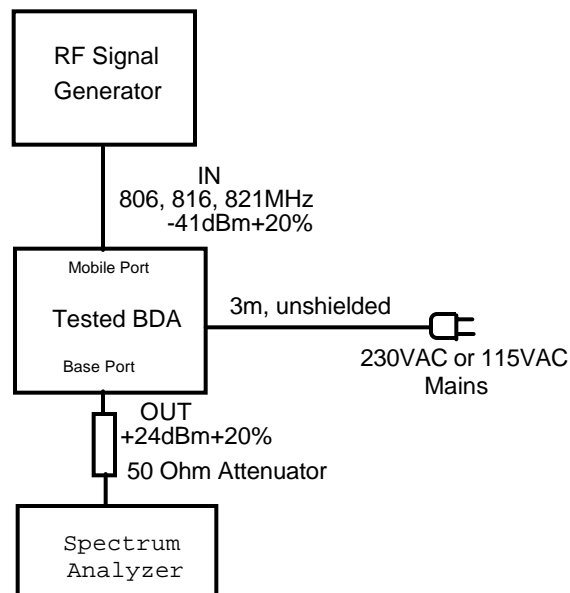 RF Signal
Generator
IN
806, 816, 821MHz
-41dBm+20%
Mobile Port
Tested BDA
3m, unshielded
230VAC or 115VAC
Mains
Base Port
OUT
+24dBm+20%
50 Ohm Attenuator
Spectrum
Analyzer